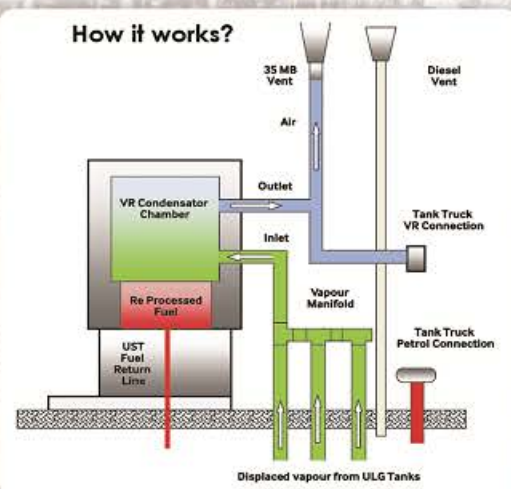 How it works?
35 MB
Vent
Diesel
Vent
Air
Outlet
VR Condensator
Chamber
Tank Truck
VR Connection
Inlet
Vapour
Manifold
Re Processed
Fuel
Tank Truck
Petrol Connection
UST
Fuel
Return
Line
Displaced vapour from ULG Tanks